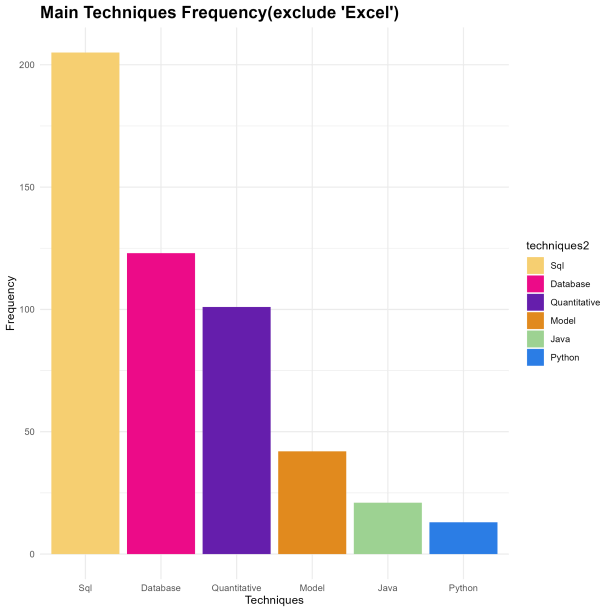 Main Techniques Frequency(exclude 'Excel')
200
150
100
50
0
Frequency
Sql Database Quantitative Model Java Python
Techniques
techniques2
Sql
Database
Quantitative
Model
Java
Python